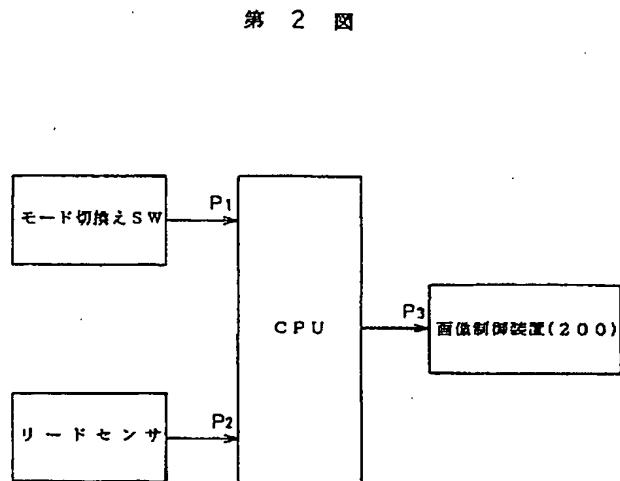 第 2 図
モード切換えSW
P1
CPU
P3
画像制御装置(200)
リードセンサ
P2